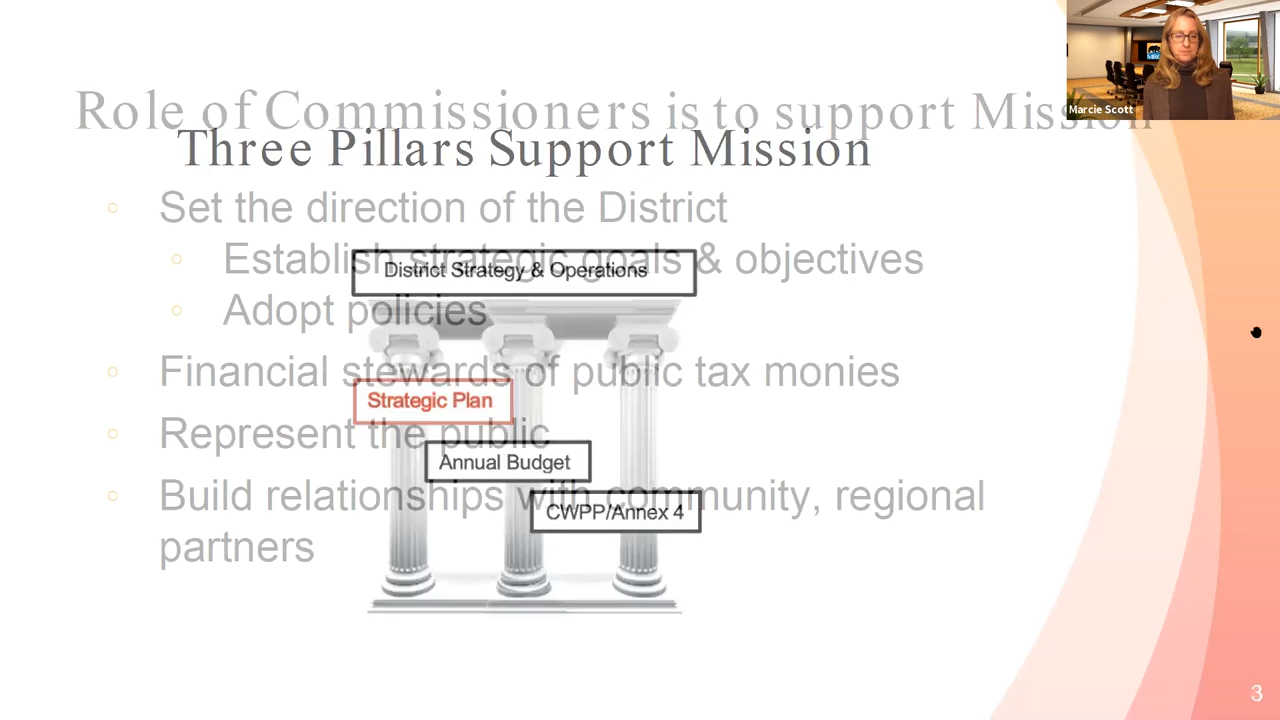 Marcie Scott
Role of Commissioners is to support Mission
Three Pillars Support Mission
Set the direction of the District
Establish strategic goals & objectives
District Strategy & Operations
Adopt policies
Financial stewards of public tax monies
Strategic Plan
Represent the public
Annual Budget
Build relationships with community, regional
partners
CWPP/Annex 4
3